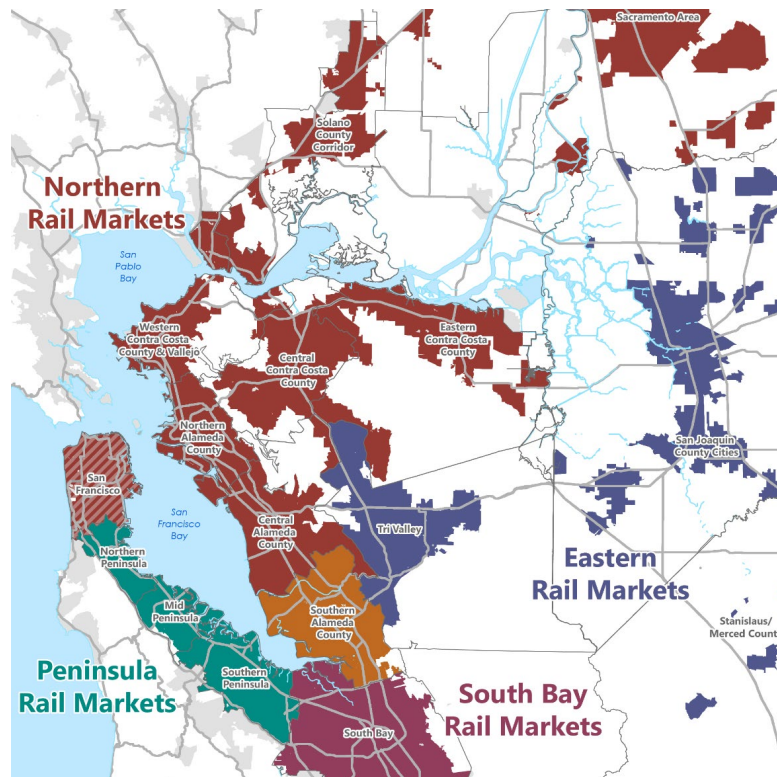 Sacramento Area
Solano
County
Corridor
Northern
Rail Markets
San
Pablo
Bay
Western
Contra Costa
County & Vallejo
Central
Contra Costa
County
Eastern
Contra Costa
County
Northern
Alameda
County
San Joaquin
County Cities
San
Francisco
San
Francisco
Bay
Central
Alameda
County
Tri Valley
Northern
Peninsula
Eastern
Rail Markets
Mid
Peninsula
Southern
Alameda
County
Stanislaus/
Merced Count
Peninsula
Rail Markets
Southern
Peninsula
South Bay
Rail Markets
South Bay